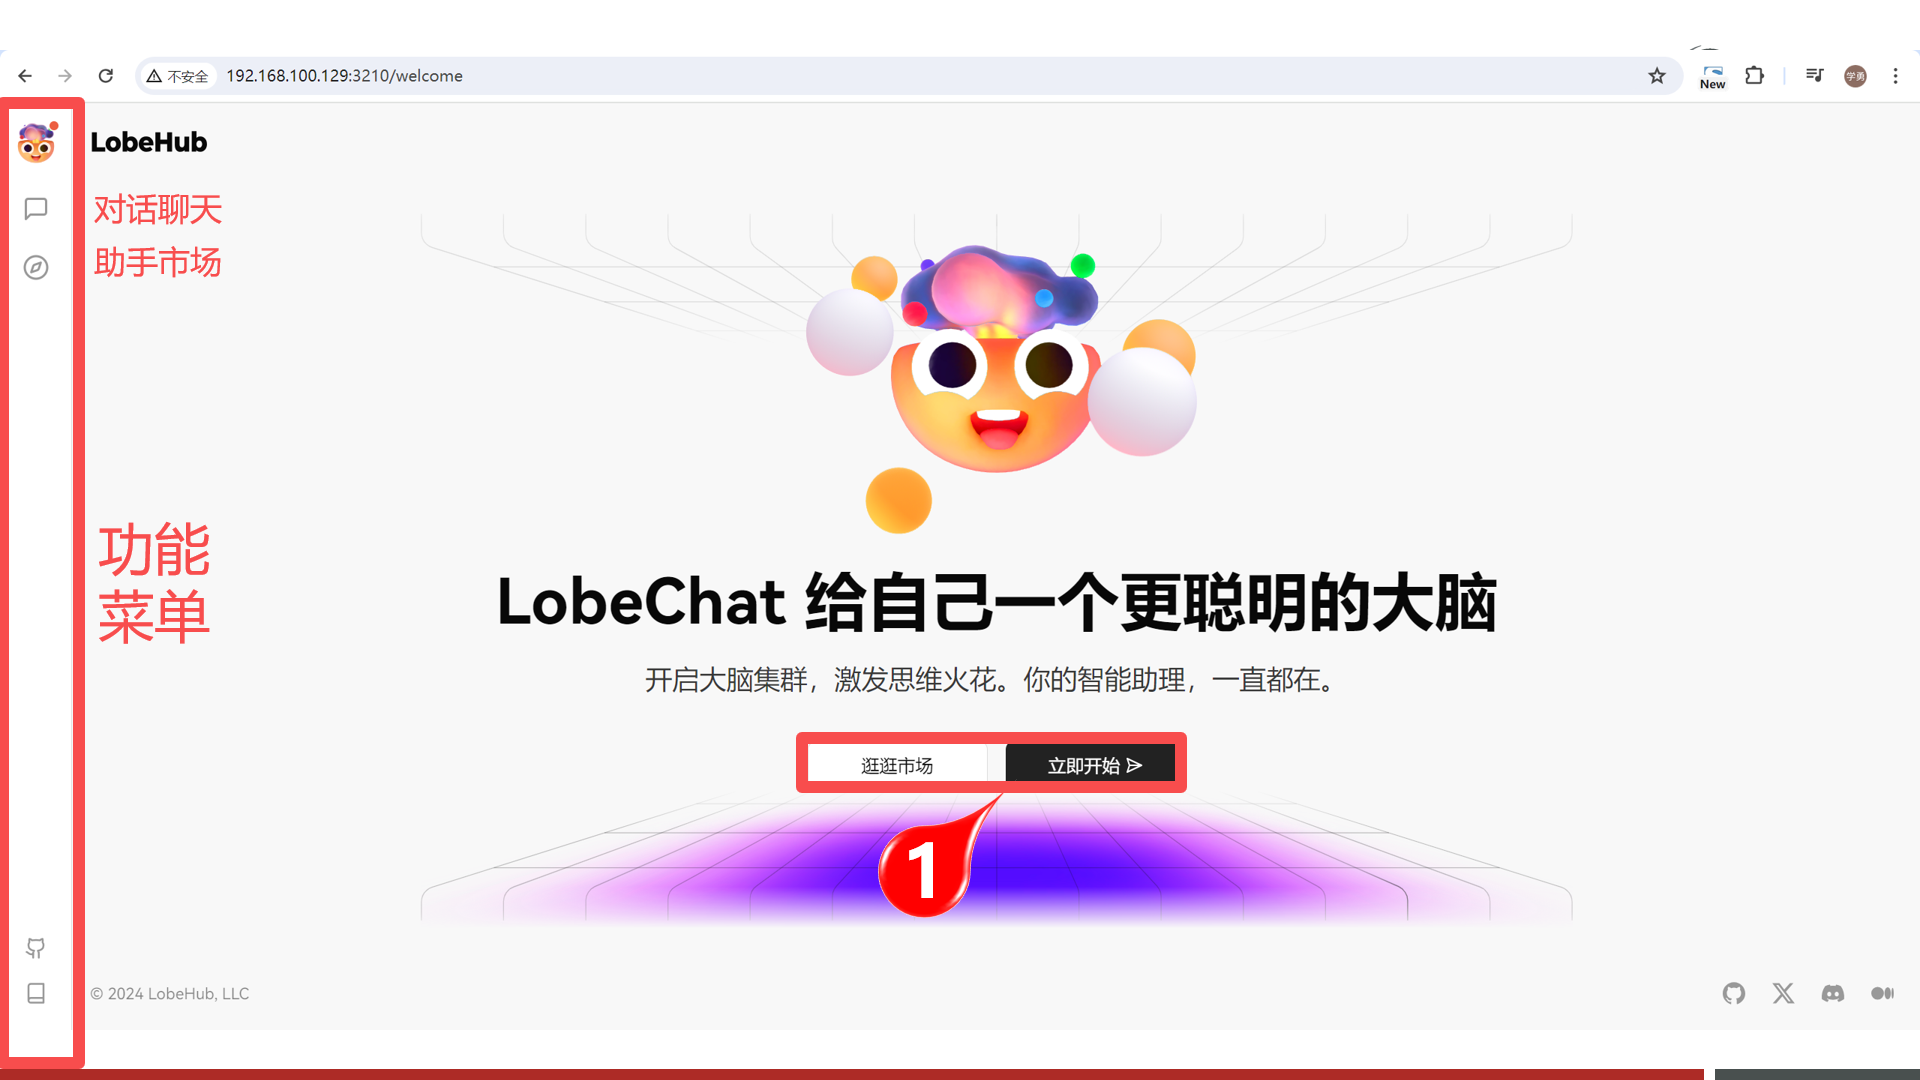 不安全 192.168.100.129:3210/welcome
New
学勇
LobeHub
对话聊天
助手市场
功能
菜单
LobeChat 给自己一个更聪明的大脑
开启大脑集群，激发思维火花。你的智能助理，一直都在。
逛逛市场 立即开始
1
© 2024 LobeHub, LLC